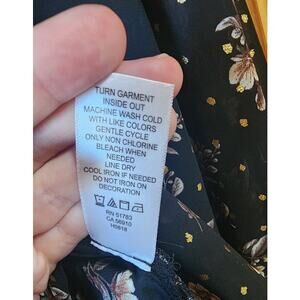 TURN GARMENT
INSIDE OUT
MACHINE WASH COLD
WITH LIKE COLORS
GENTLE CYCLE
ONLY NON CHLORINE
BLEACH WHEN
NEEDED
LINE DRY
COOL IRON IF NEEDED
DO NOT IRON ON
DECORATION
RN 51783
CA 56910
H0618